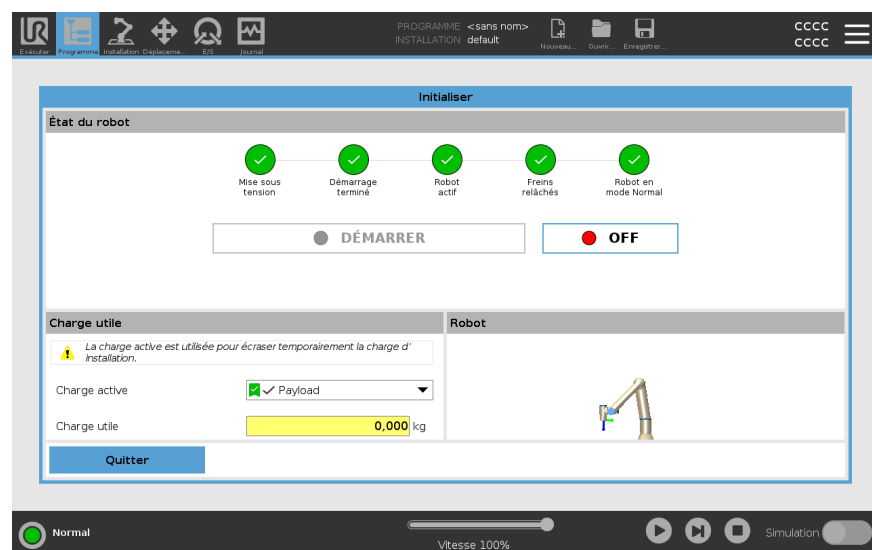 PROGRAMME <sans nom>
INSTALLATION default
CCCC
CCCC
Exécuter
Programme
Installation
Déplaceme...
E/S
Journal
Nouveau...
Ouvrir...
Enregistrer...
Initialiser
État du robot
Mise sous
tension
Démarrage
terminé
Robot
actif
Freins
relâchés
Robot en
mode Normal
DÉMARRER
OFF
Charge utile
Robot
La charge active est utilisée pour écraser temporairement la charge d'
installation.
Charge active
Payload
Charge utile
0,000 kg
Quitter
Normal
Vitesse 100%
Simulation